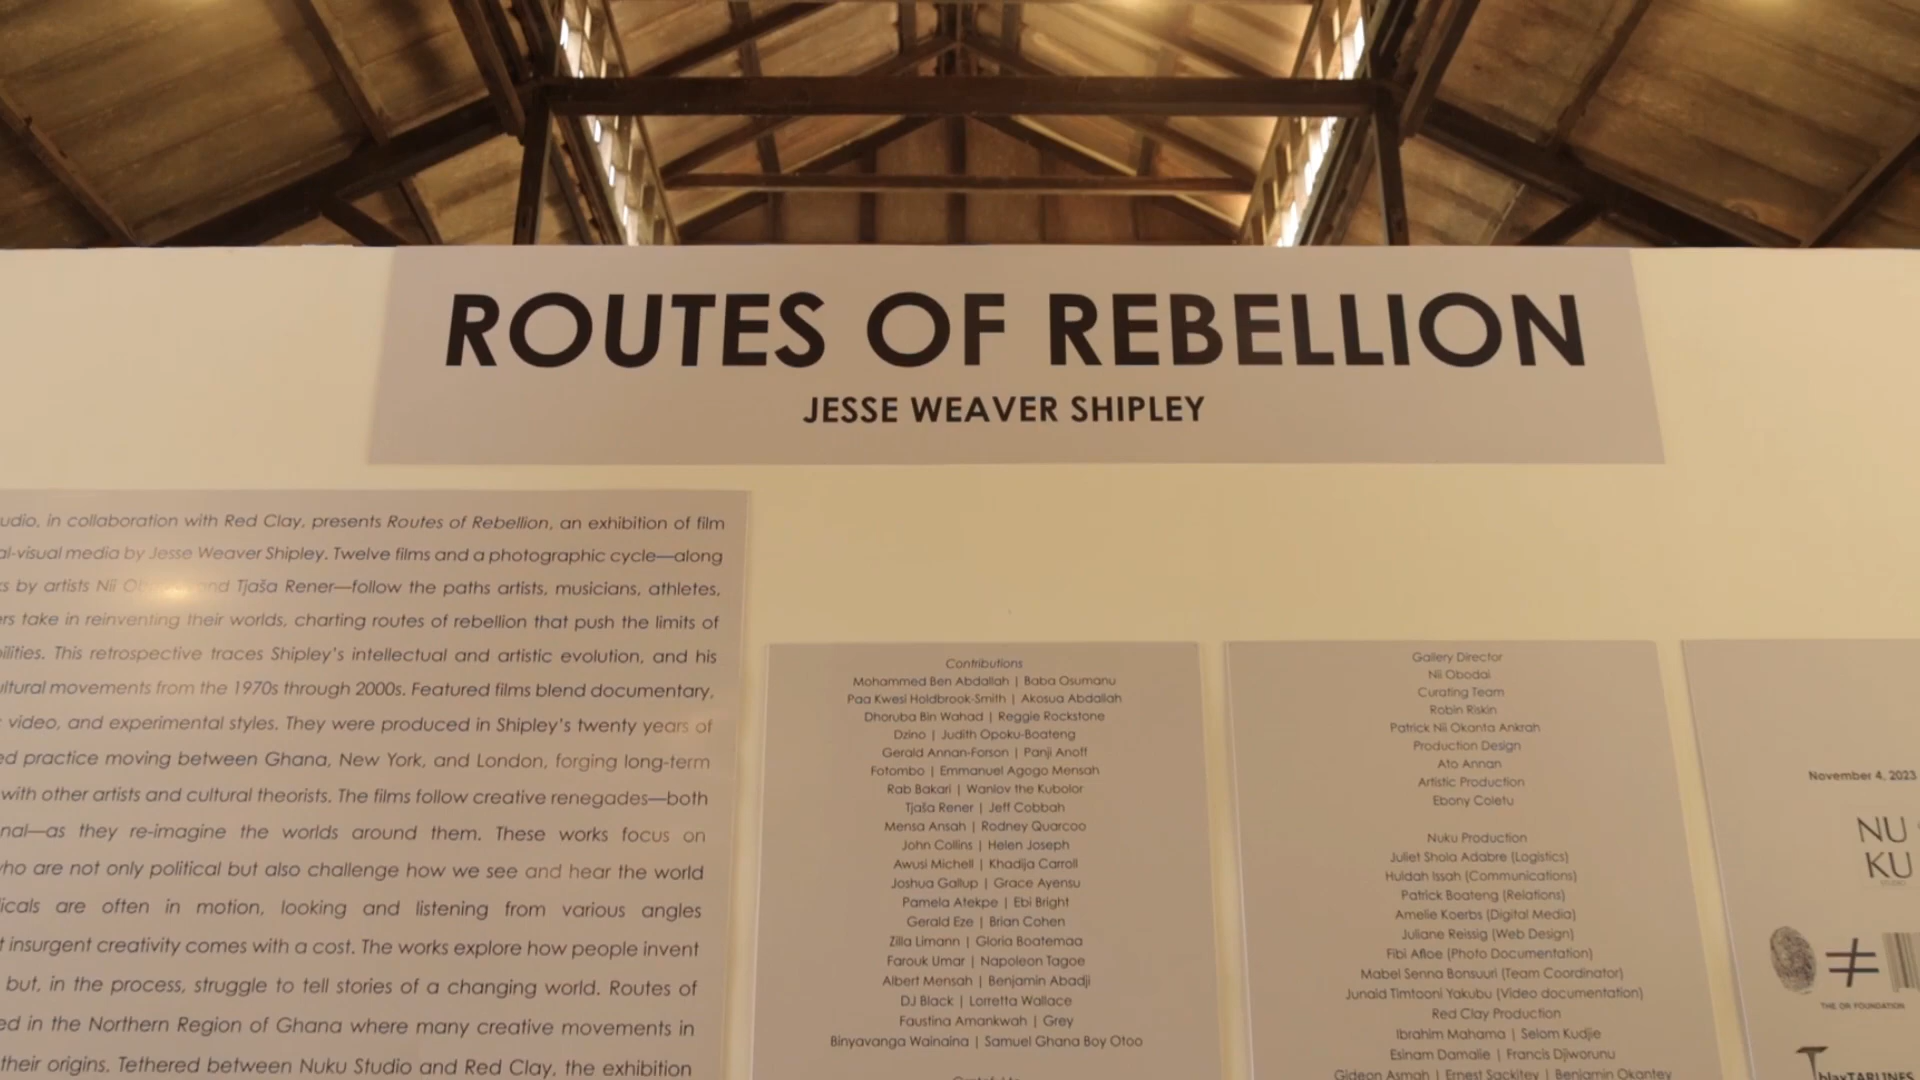 ROUTES OF REBELLION
JESSE WEAVER SHIPLEY
udio, in collaboration with Red Clay, presents Routes of Rebellion, an exhibition of film
al-visual media by Jesse Weaver Shipley. Twelve films and a photographic cycle—along
s by artists Nii and Tjaša Rener—follow the paths artists, musicians, athletes,
ers take in reinventing their worlds, charting routes of rebellion that push the limits of
bilities. This retrospective traces Shipley's intellectual and artistic evolution, and his
ultural movements from the 1970s through 2000s. Featured films blend documentary,
video, and experimental styles. They were produced in Shipley's twenty years of
ed practice moving between Ghana, New York, and London, forging long-term
with other artists and cultural theorists. The films follow creative renegades—both
nal—as they re-imagine the worlds around them. These works focus on
who are not only political but also challenge how we see and hear the world
icals are often in motion, looking and listening from various angles
t insurgent creativity comes with a cost. The works explore how people invent
but, in the process, struggle to tell stories of a changing world. Routes of
ed in the Northern Region of Ghana where many creative movements in
their origins. Tethered between Nuku Studio and Red Clay, the exhibition
Contributions
Mohammed Ben Abdallah | Baba Osumanu
Paa Kwesi Holdbrook-Smith | Akosua Abdallah
Dhoruba Bin Wahad | Reggie Rockstone
Dzino | Judith Opoku-Boateng
Gerald Annan-Forson | Panji Anoff
Fotombo | Emmanuel Agogo Mensah
Rab Bakari | Wanlov the Kubolor
Tjaša Rener | Jeff Cobbah
Mensa Ansah | Rodney Quarcoo
John Collins | Helen Joseph
Awusi Michell | Khadija Carroll
Joshua Gallup | Grace Ayensu
Pamela Atekpe | Ebi Bright
Gerald Eze | Brian Cohen
Zilla Limann | Gloria Boatemaa
Farouk Umar | Napoleon Tagoe
Albert Mensah | Benjamin Abadji
DJ Black | Lorretta Wallace
Faustina Amankwah | Grey
Binyavanga Wainaina | Samuel Ghana Boy Otoo
Gallery Director
Nii Obodai
Curating Team
Robin Riskin
Patrick Nii Okanta Ankrah
Production Design
Ato Annan
Artistic Production
Ebony Coletu
Nuku Production
Juliet Shola Adabre (Logistics)
Huldah Issah (Communications)
Patrick Boateng (Relations)
Amelie Koerbs (Digital Media)
Juliane Reissig (Web Design)
Fibi Afloe (Photo Documentation)
Mabel Senna Bonsuuri (Team Coordinator)
Junaid Timtooni Yakubu (Video documentation)
Red Clay Production
Ibrahim Mahama | Selom Kudjie
Esinam Damalie | Francis Djiworunu
Gideon Asmah | Ernest Sackitey | Benjamin Okantey
November 4, 2023
NU
KU
STUDIO
≠
THE OR FOUNDATION
blaxTARLINES